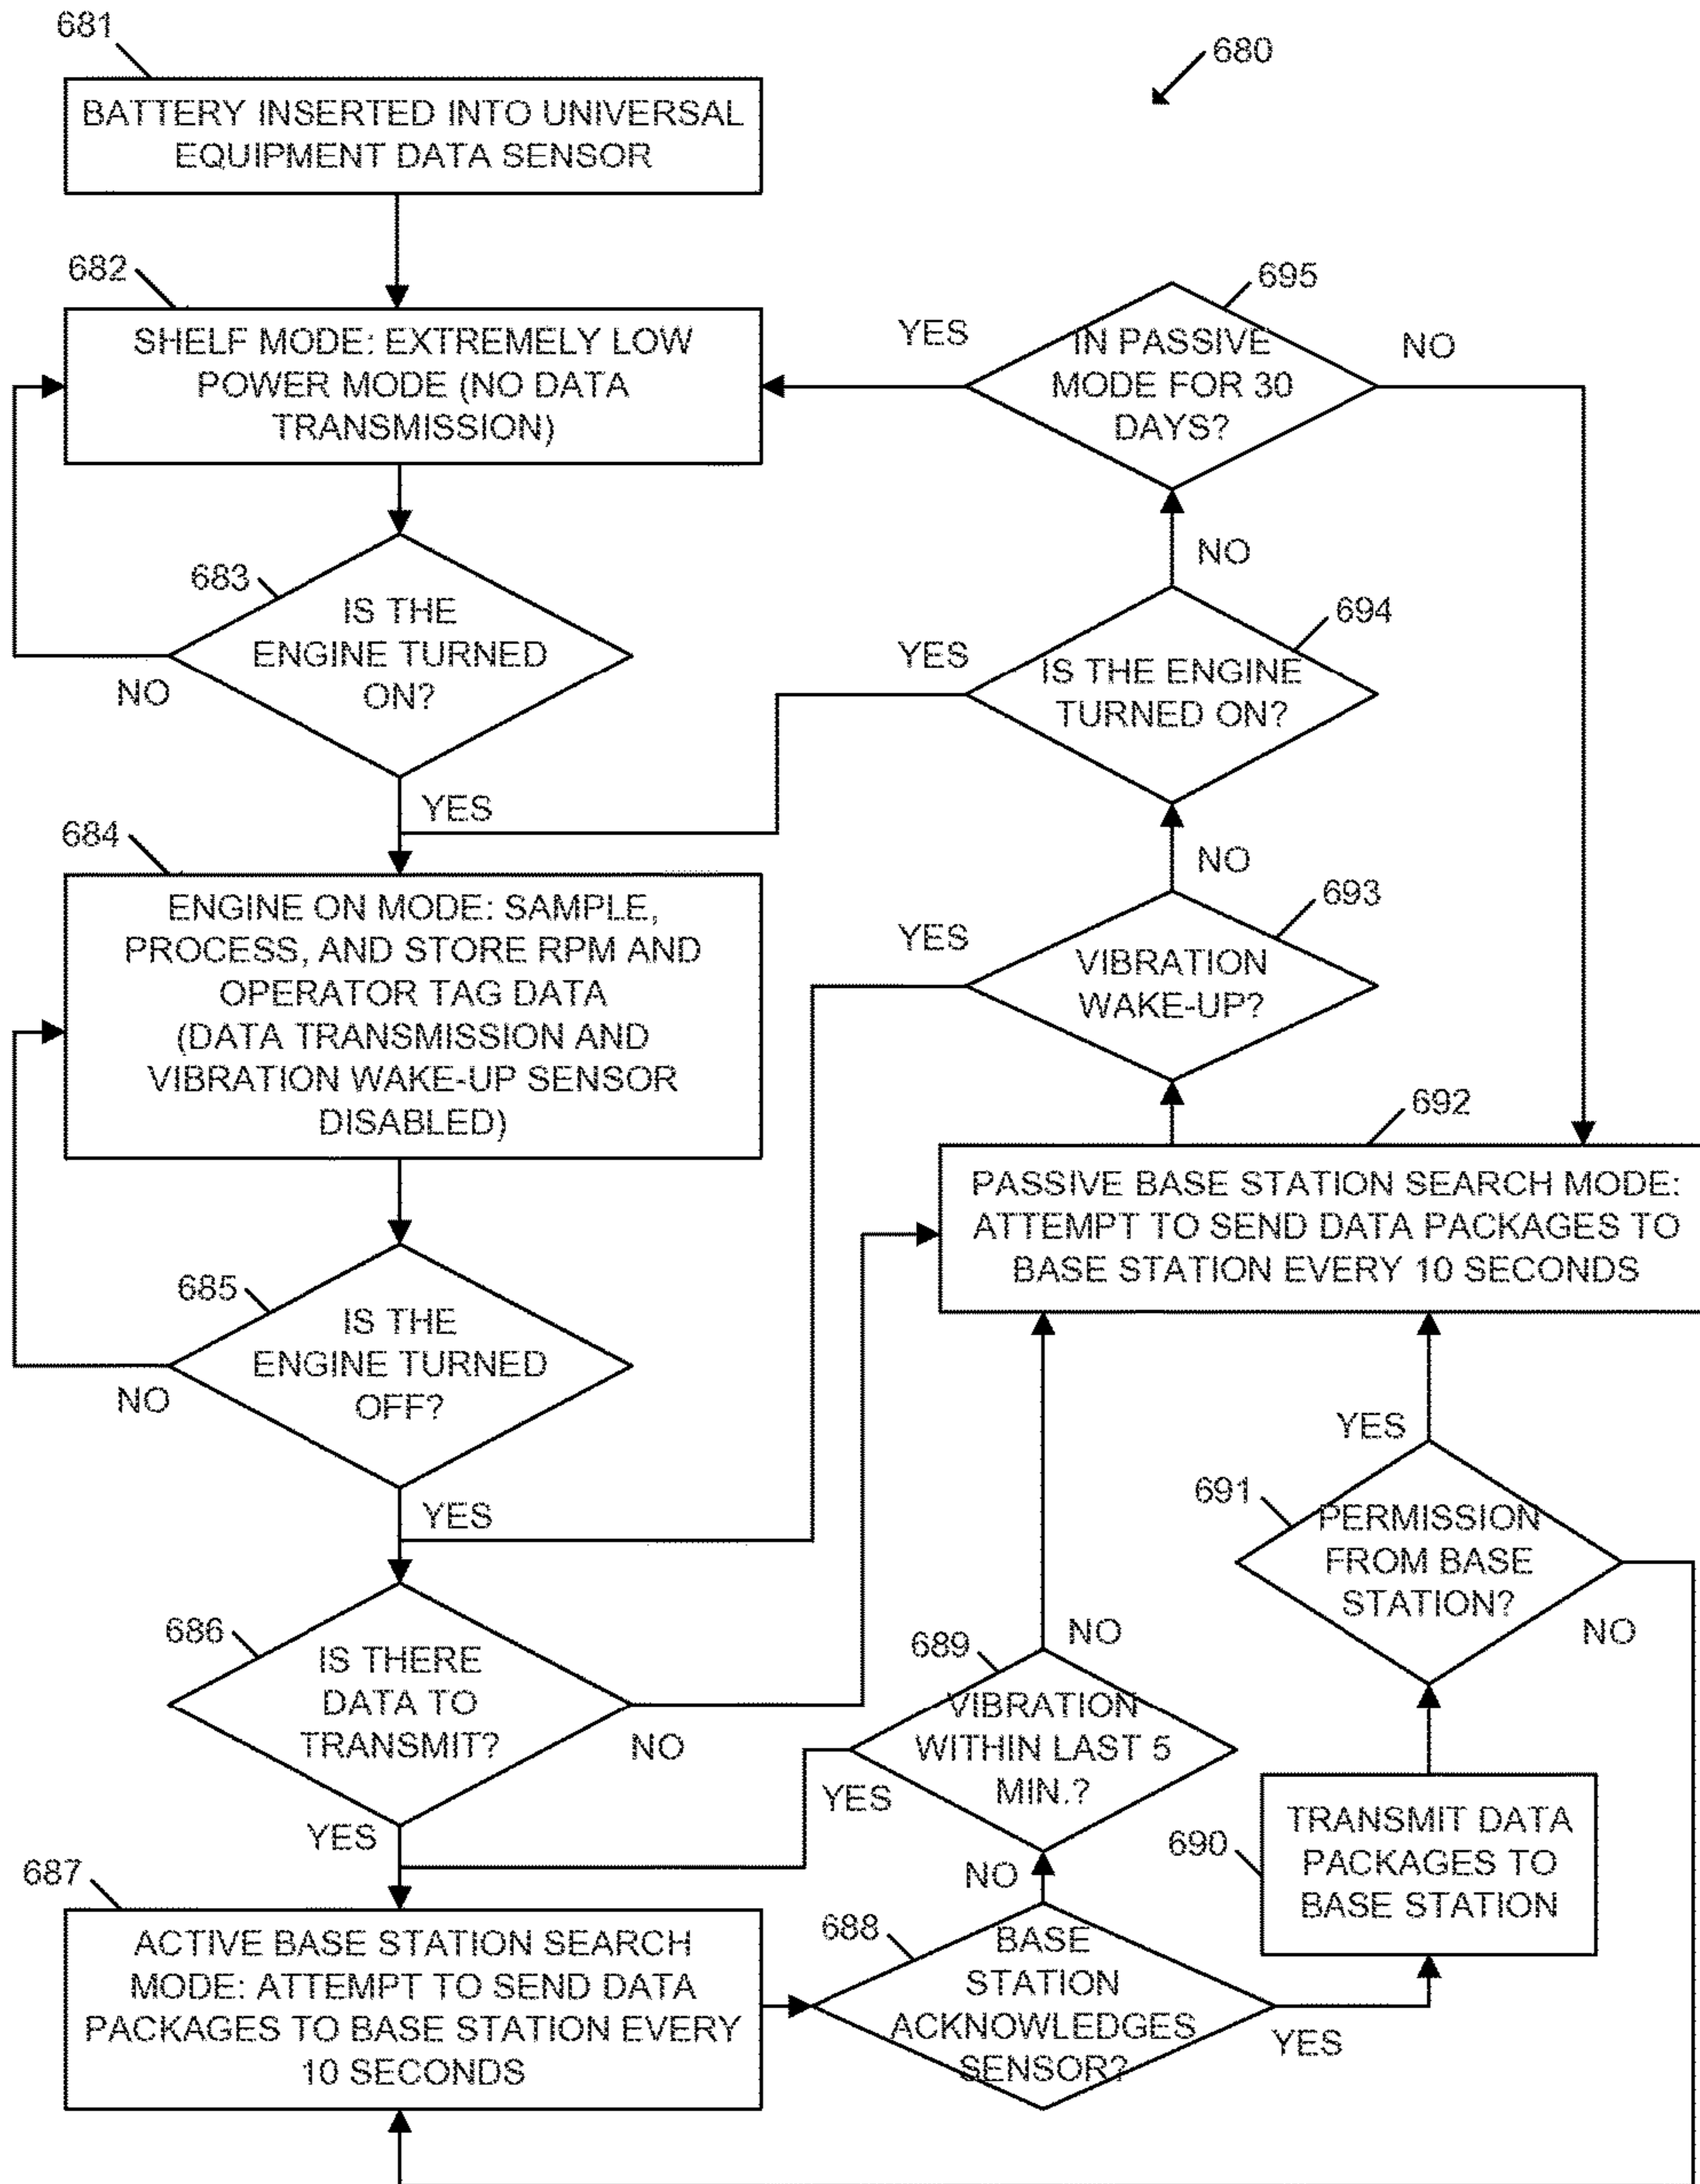 681
680
BATTERY INSERTED INTO UNIVERSAL
EQUIPMENT DATA SENSOR
682
SHELF MODE: EXTREMELY LOW
POWER MODE (NO DATA
TRANSMISSION)
695
YES
IN PASSIVE
MODE FOR 30
DAYS?
NO
683
IS THE
ENGINE TURNED
ON?
NO
YES
NO
694
YES
IS THE ENGINE
TURNED ON?
684
ENGINE ON MODE: SAMPLE,
PROCESS, AND STORE RPM AND
OPERATOR TAG DATA
(DATA TRANSMISSION AND
VIBRATION WAKE-UP SENSOR
DISABLED)
NO
693
YES
VIBRATION
WAKE-UP?
692
PASSIVE BASE STATION SEARCH MODE:
ATTEMPT TO SEND DATA PACKAGES TO
BASE STATION EVERY 10 SECONDS
685
IS THE
ENGINE TURNED
OFF?
NO
YES
YES
691
PERMISSION
FROM BASE
STATION?
NO
686
IS THERE
DATA TO
TRANSMIT?
NO
YES
NO
689
VIBRATION
WITHIN LAST 5
MIN.?
YES
690
TRANSMIT DATA
PACKAGES TO
BASE STATION
687
ACTIVE BASE STATION SEARCH
MODE: ATTEMPT TO SEND DATA
PACKAGES TO BASE STATION EVERY
10 SECONDS
NO
688
BASE
STATION
ACKNOWLEDGES
SENSOR?
YES